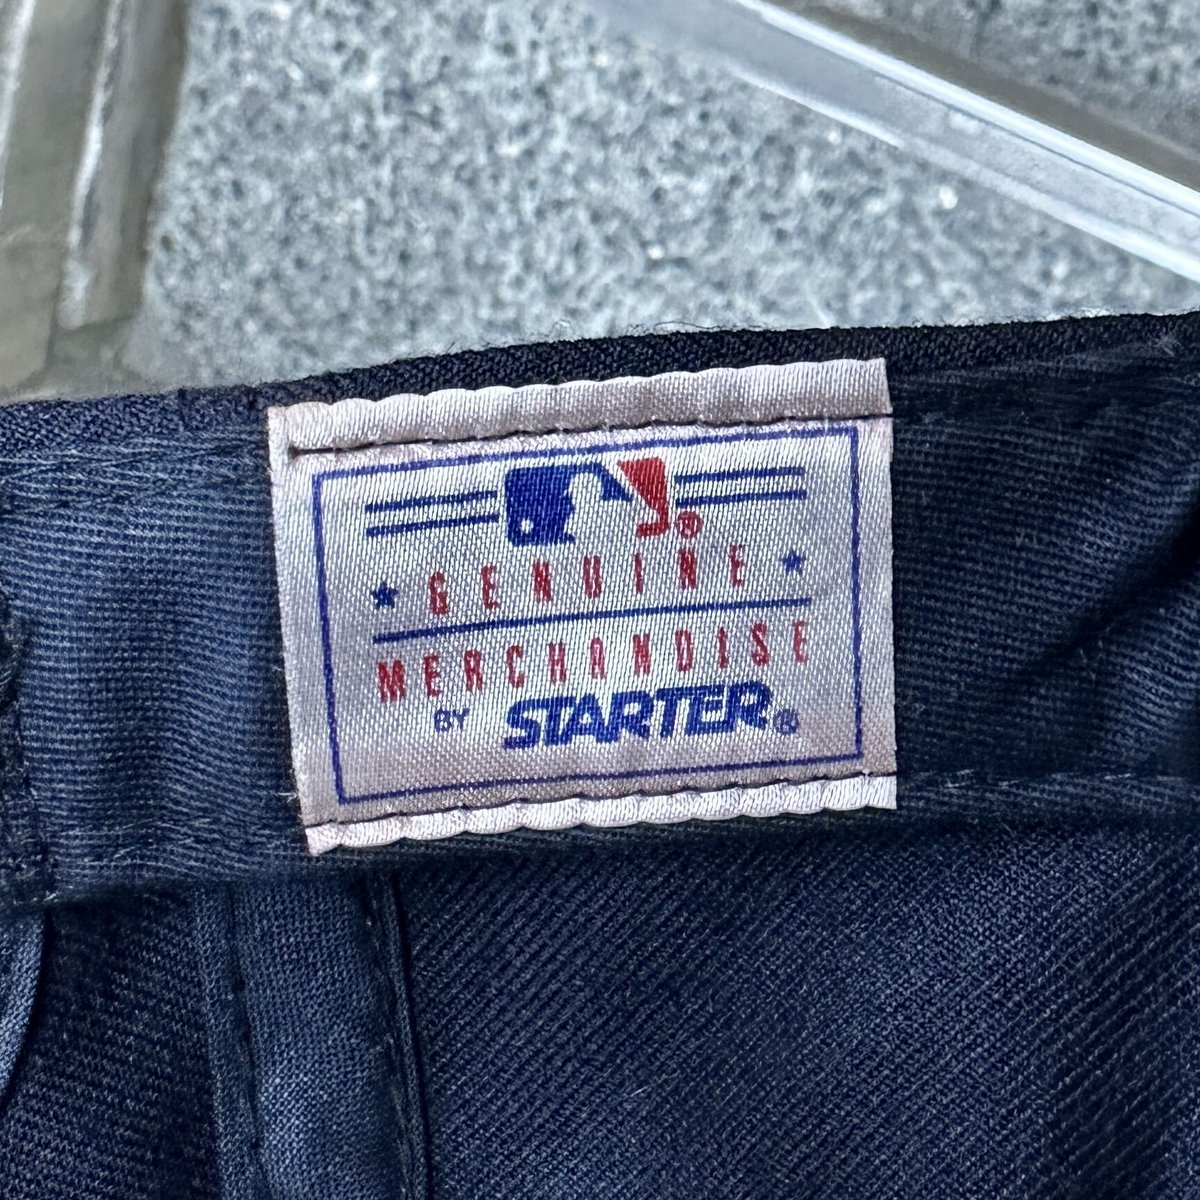 ®
★ GENUINE ★
MERCHANDISE
BY STARTER®